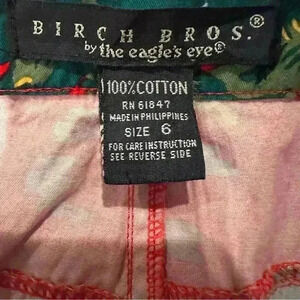 BIRCH BROS.®
by the eagle's eye®
100% COTTON
RN 61847
MADE IN PHILIPPINES
SIZE 6
FOR CARE INSTRUCTION
SEE REVERSE SIDE